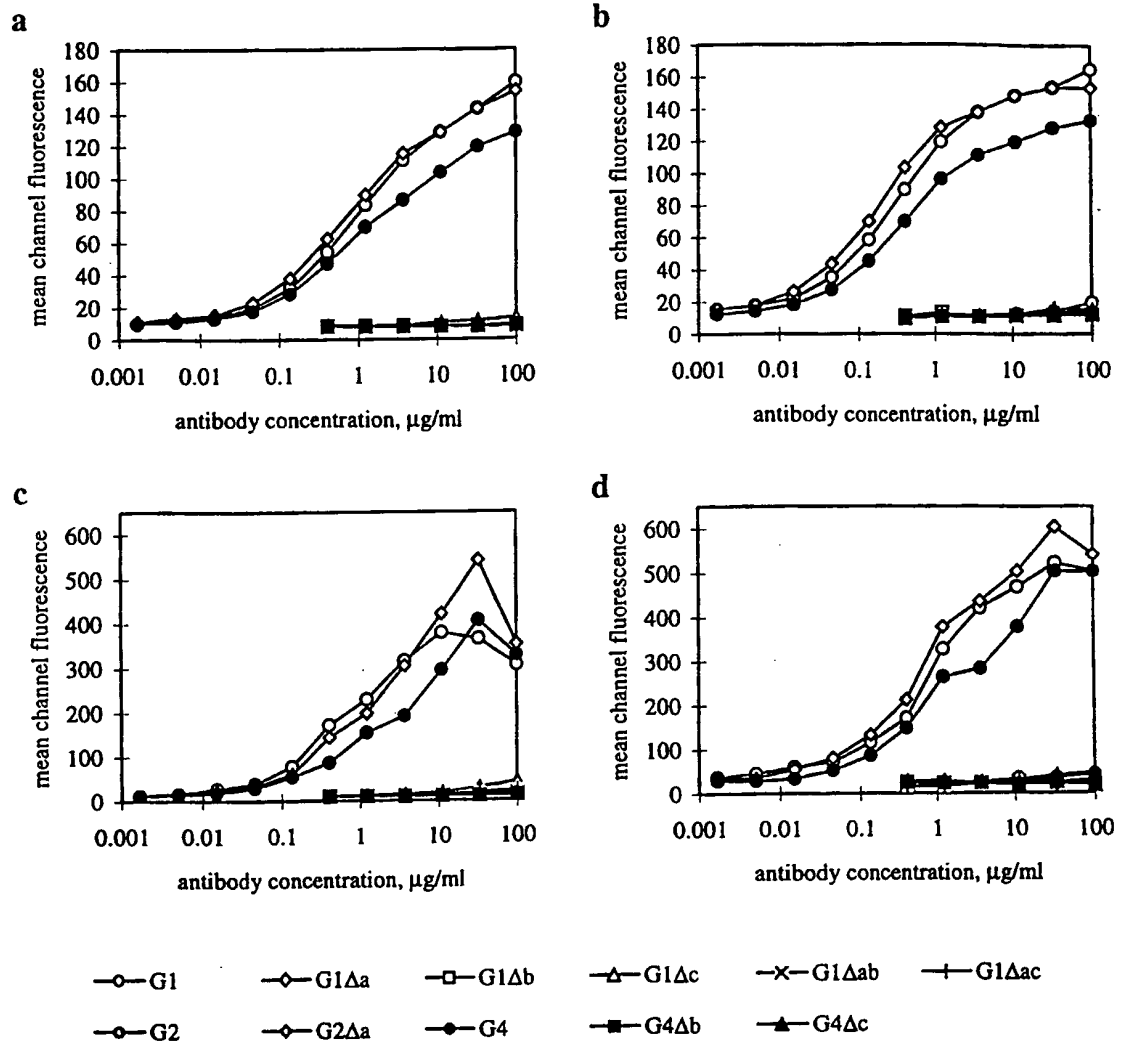 a
mean channel fluorescence
180
160
140
120
100
80
60
40
20
0
0.001 0.01 0.1 1 10 100
antibody concentration, µg/ml
b
mean channel fluorescence
180
160
140
120
100
80
60
40
20
0
0.001 0.01 0.1 1 10 100
antibody concentration, µg/ml
c
mean channel fluorescence
600
500
400
300
200
100
0
0.001 0.01 0.1 1 10 100
antibody concentration, µg/ml
d
mean channel fluorescence
600
500
400
300
200
100
0
0.001 0.01 0.1 1 10 100
antibody concentration, µg/ml
G1 G1Δa G1Δb G1Δc G1Δab G1Δac
G2 G2Δa G4 G4Δb G4Δc